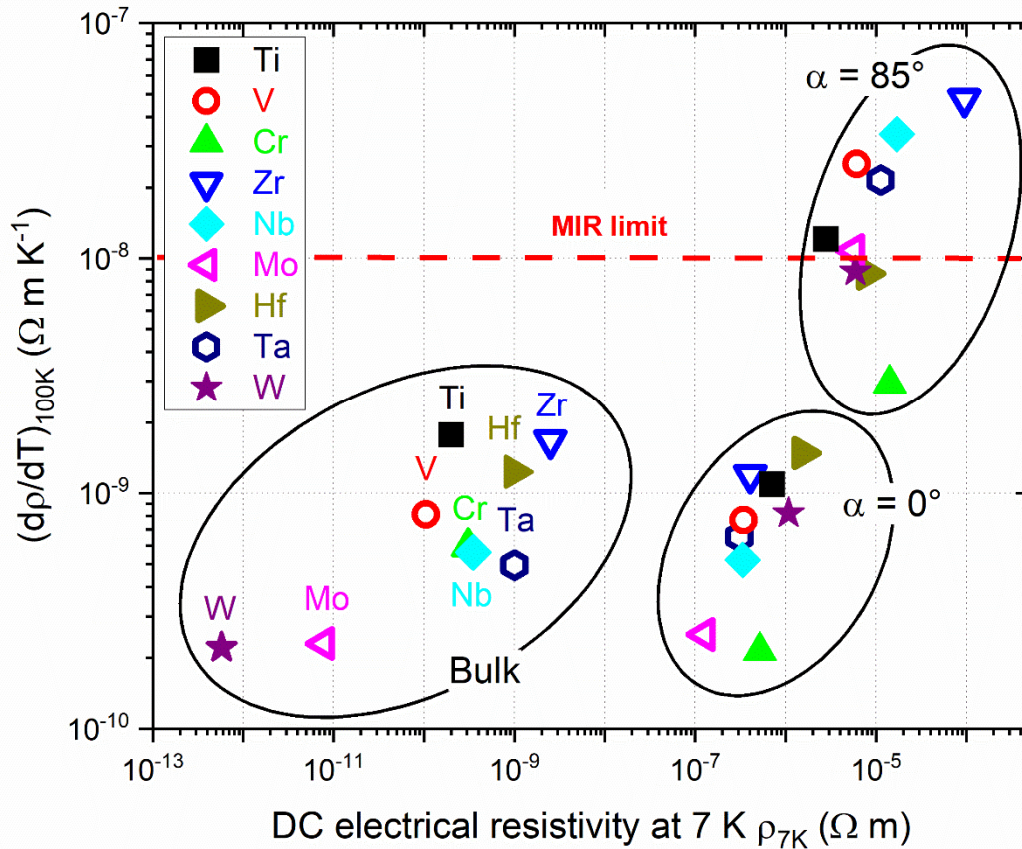 10⁻⁷
10⁻⁸
10⁻⁹
10⁻¹⁰
(dρ/dT)₁₀₀K (Ω m K⁻¹)
Ti
V
Cr
Zr
Nb
Mo
Hf
Ta
W
α = 85°
MIR limit
Ti
Zr
Hf
V
Cr
Ta
Nb
Mo
W
Bulk
α = 0°
10⁻¹³
10⁻¹¹
10⁻⁹
10⁻⁷
10⁻⁵
DC electrical resistivity at 7 K ρ₇K (Ω m)